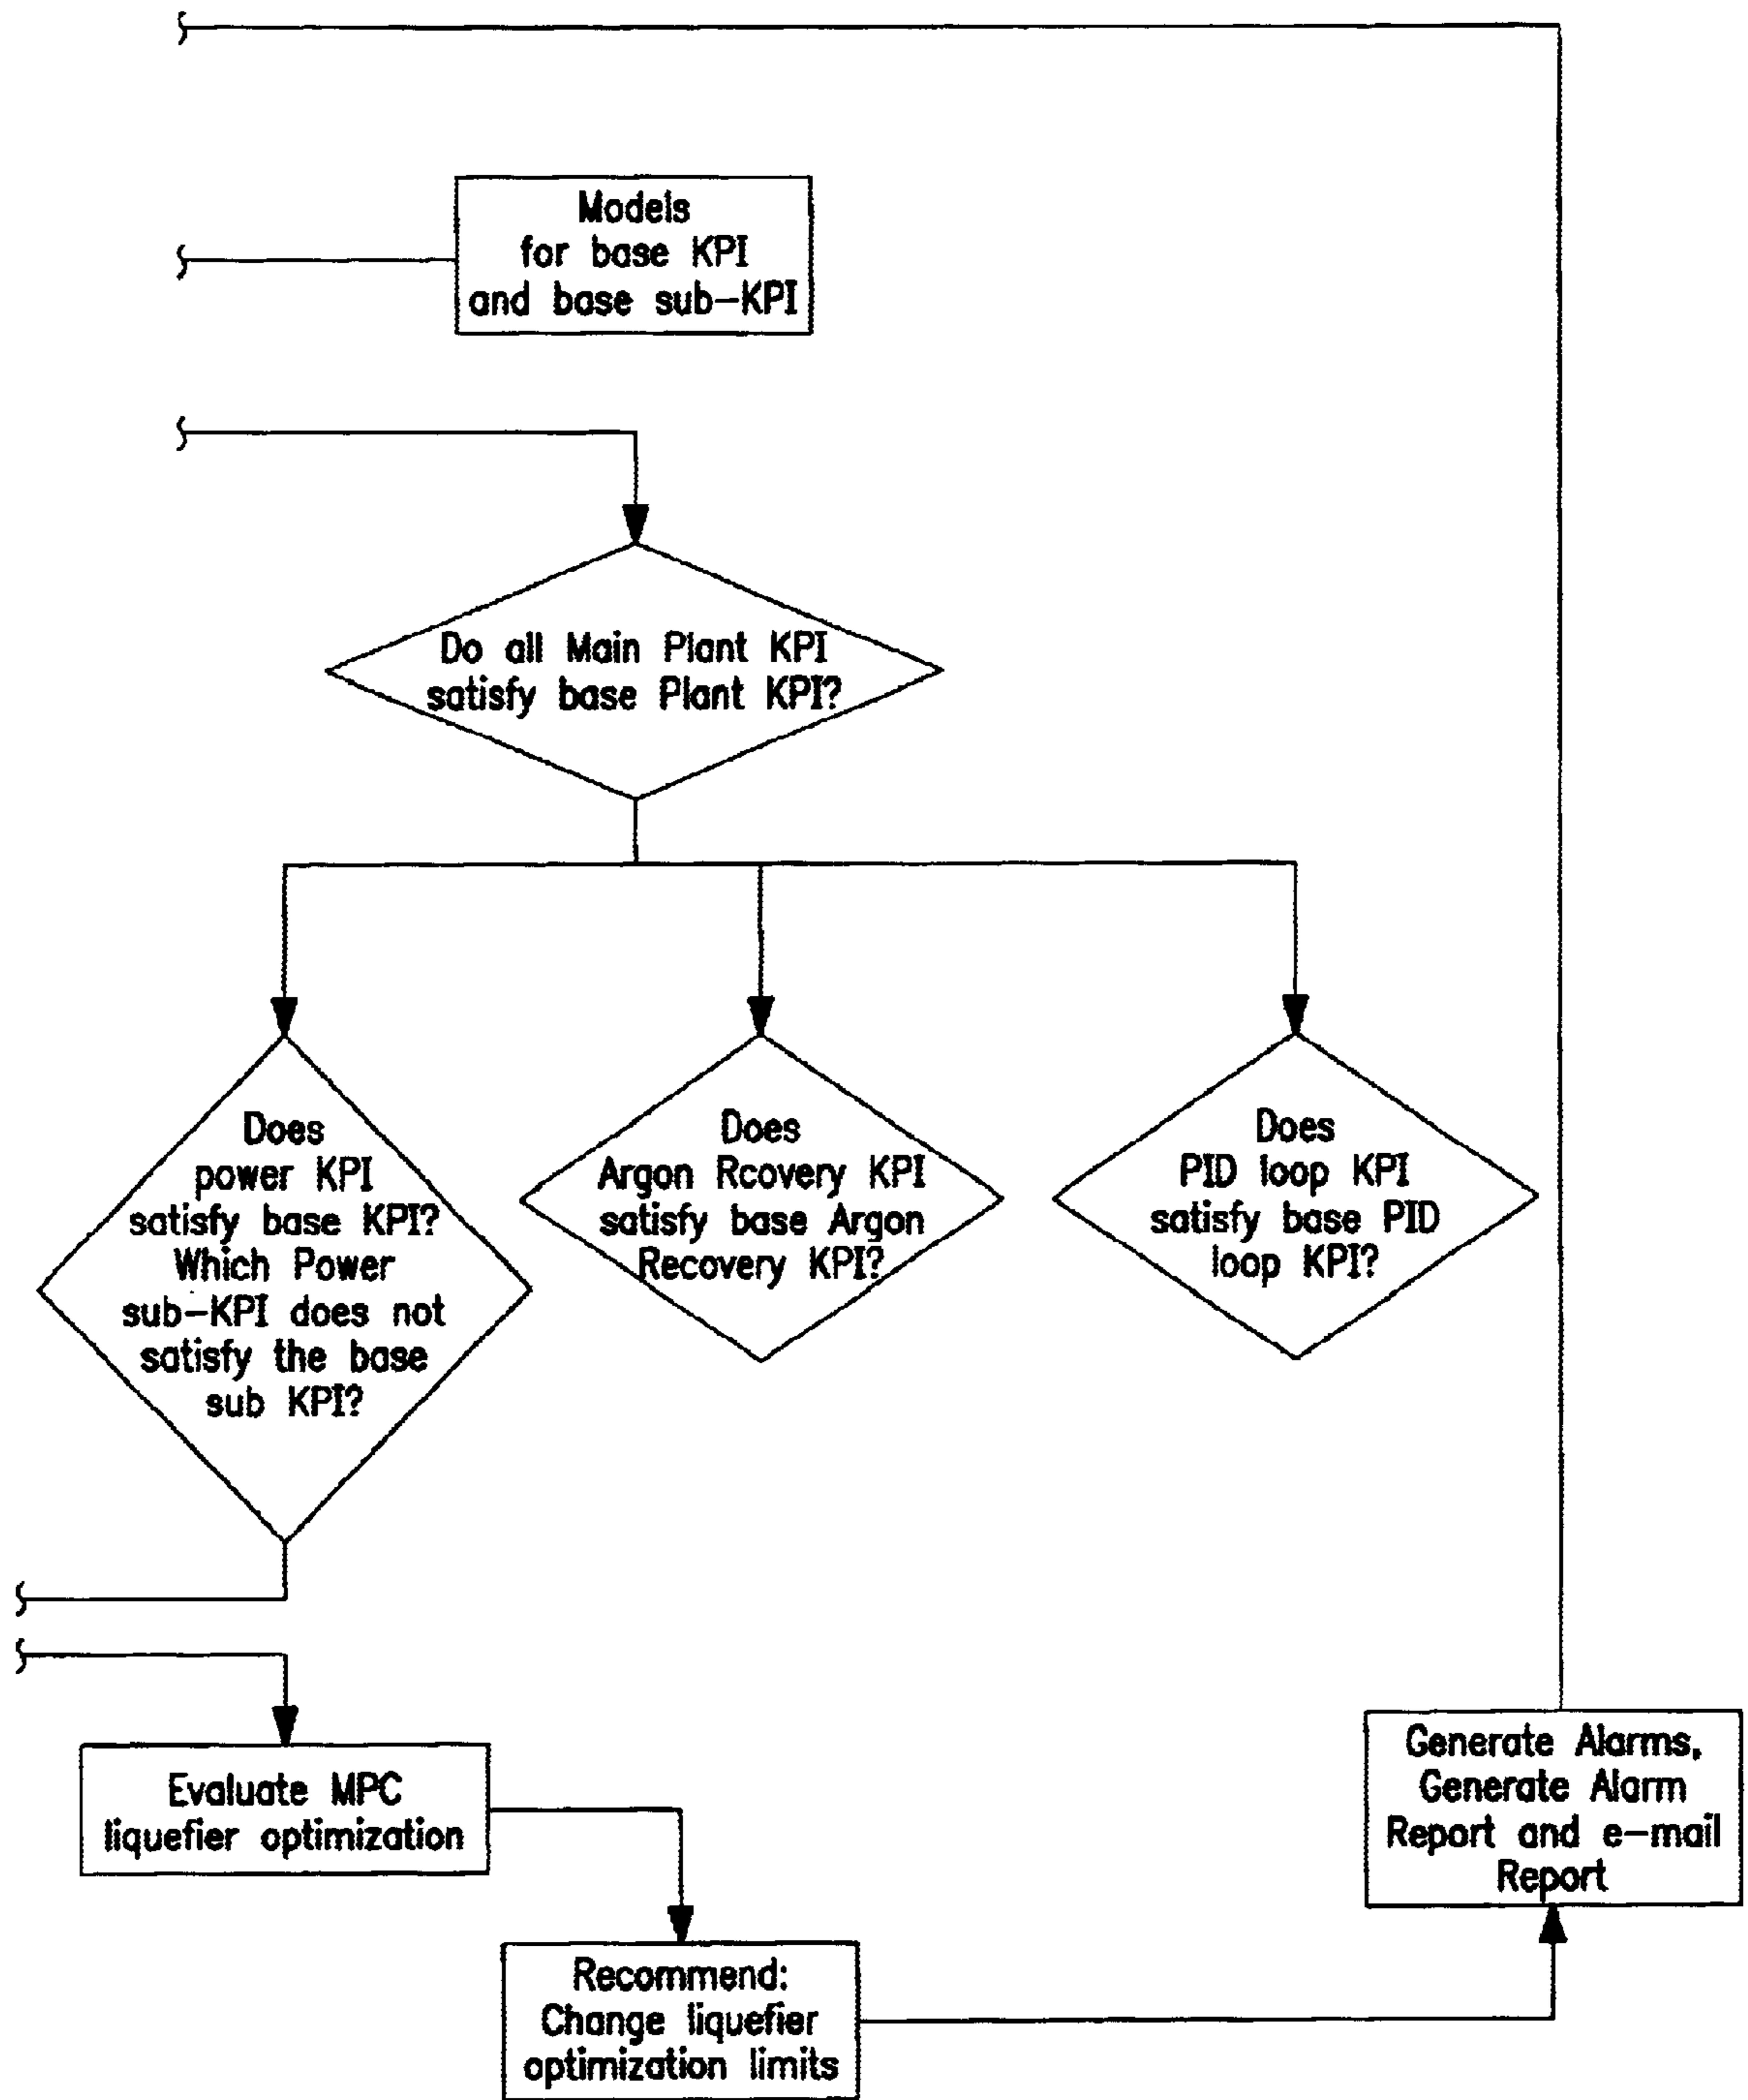 Models
for base KPI
and base sub-KPI
Do all Main Plant KPI
satisfy base Plant KPI?
Does
power KPI
satisfy base KPI?
Which Power
sub-KPI does not
satisfy the base
sub KPI?
Does
Argon Rcovery KPI
satisfy base Argon
Recovery KPI?
Does
PID loop KPI
satisfy base PID
loop KPI?
Evaluate MPC
liquefier optimization
Recommend:
Change liquefier
optimization limits
Generate Alarms,
Generate Alarm
Report and e-mail
Report